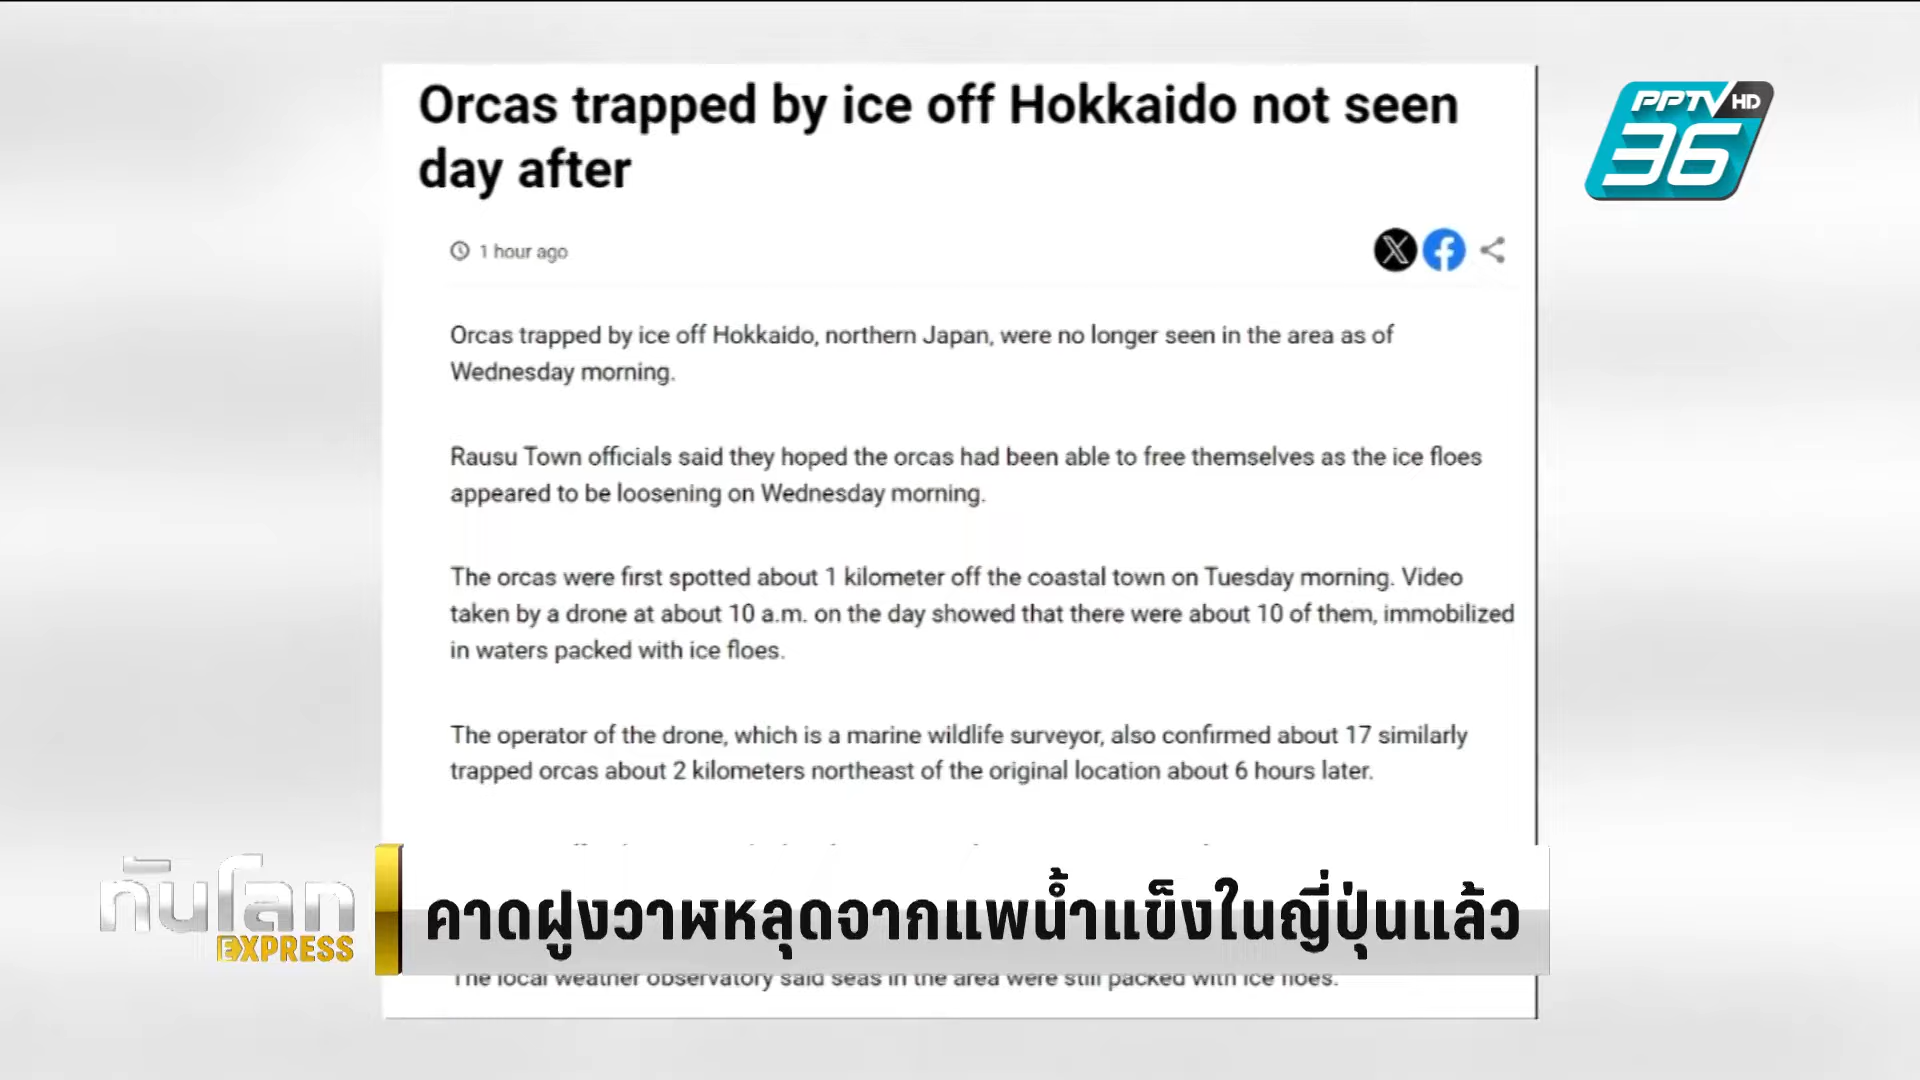 Orcas trapped by ice off Hokkaido not seen
day after
PPTV HD
36
1 hour ago
Orcas trapped by ice off Hokkaido, northern Japan, were no longer seen in the area as of
Wednesday morning.
Rausu Town officials said they hoped the orcas had been able to free themselves as the ice floes
appeared to be loosening on Wednesday morning.
The orcas were first spotted about 1 kilometer off the coastal town on Tuesday morning. Video
taken by a drone at about 10 a.m. on the day showed that there were about 10 of them, immobilized
in waters packed with ice floes.
The operator of the drone, which is a marine wildlife surveyor, also confirmed about 17 similarly
trapped orcas about 2 kilometers northeast of the original location about 6 hours later.
ทันโลก
EXPRESS
คาดฝูงวาฬหลุดจากแพน้ำแข็งในญี่ปุ่นแล้ว
The local weather observatory said seas in the area were still packed with ice floes.